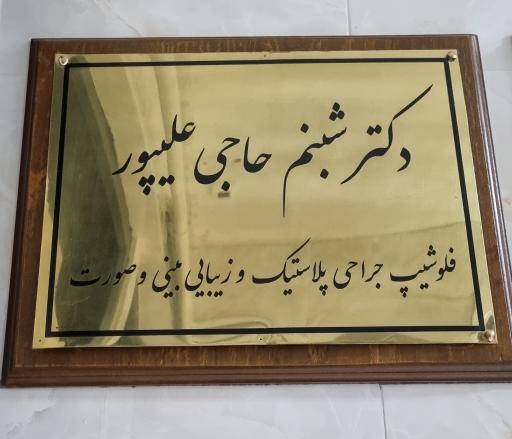 دکتر شبنم حاجی علیپور
فلوشیپ جراحی پلاستیک و زیبایی بینی و صورت